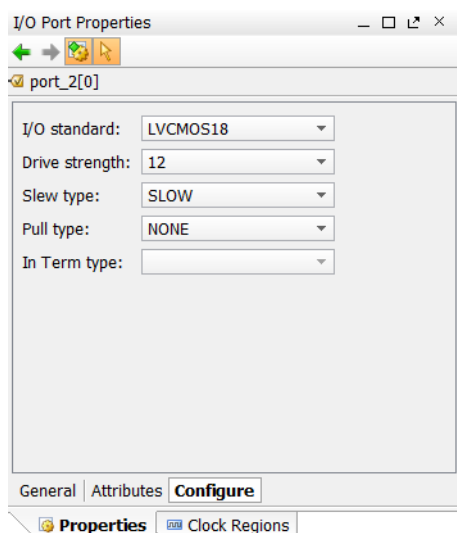 I/O Port Properties
port_2[0]
I/O standard: LVCMOS18
Drive strength: 12
Slew type: SLOW
Pull type: NONE
In Term type:
General Attributes Configure
Properties Clock Regions